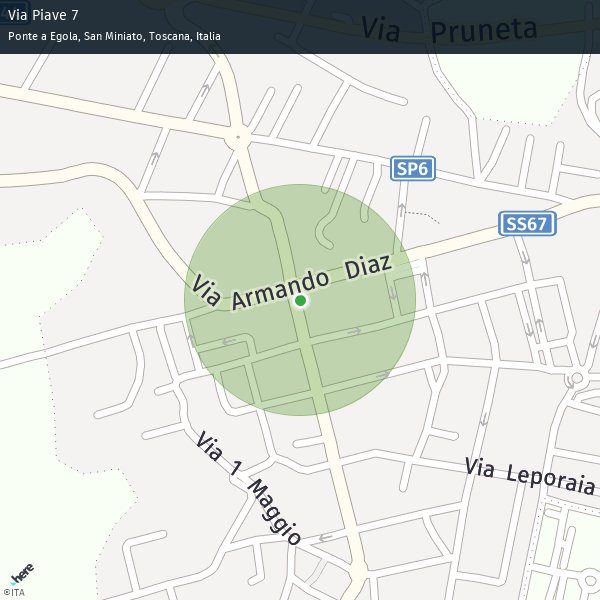 Via Piave 7
Ponte a Egola, San Miniato, Toscana, Italia
Via Pruneta
SP6
SS67
Via Armando Diaz
Via 1 Maggio
Via Leporaia
here
©ITA